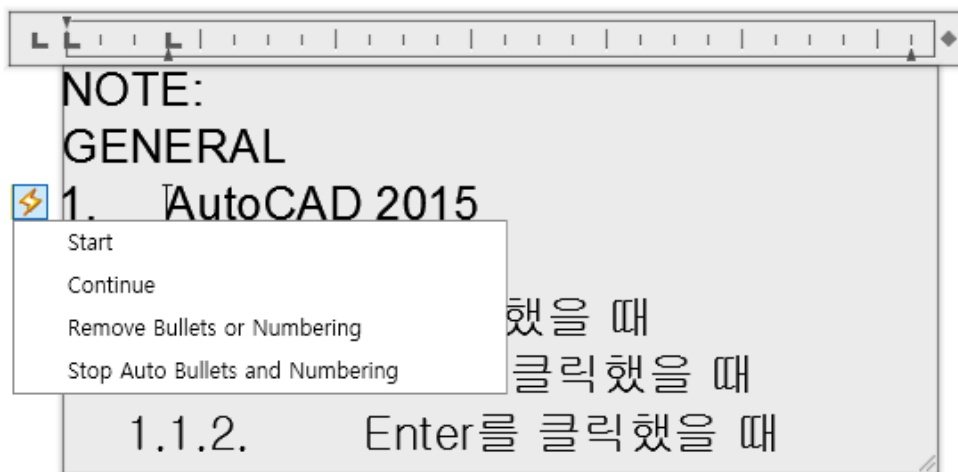 NOTE:
GENERAL
1. AutoCAD 2015
Start
Continue
Remove Bullets or Numbering
Stop Auto Bullets and Numbering
했을 때
클릭했을 때
1.1.2. Enter를 클릭했을 때